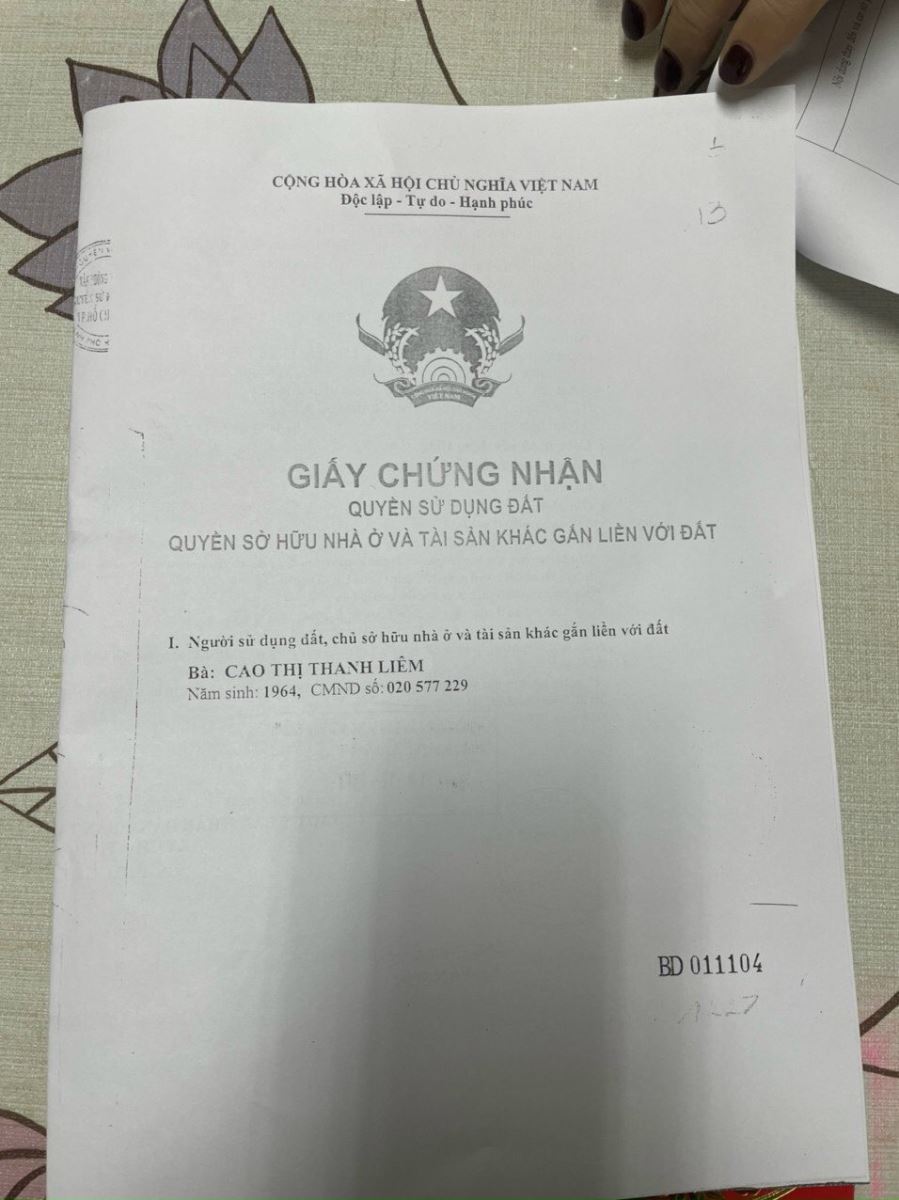 CỘNG HÒA XÃ HỘI CHỦ NGHĨA VIỆT NAM
Độc lập - Tự do - Hạnh phúc
13
VIỆT NAM
GIẤY CHỨNG NHẬN
QUYỀN SỬ DỤNG ĐẤT
QUYỀN SỞ HỮU NHÀ Ở VÀ TÀI SẢN KHÁC GẮN LIỀN VỚI ĐẤT
I. Người sử dụng đất, chủ sở hữu nhà ở và tài sản khác gắn liền với đất
Bà: CAO THỊ THANH LIÊM
Năm sinh: 1964, CMND số: 020 577 229
BD 011104